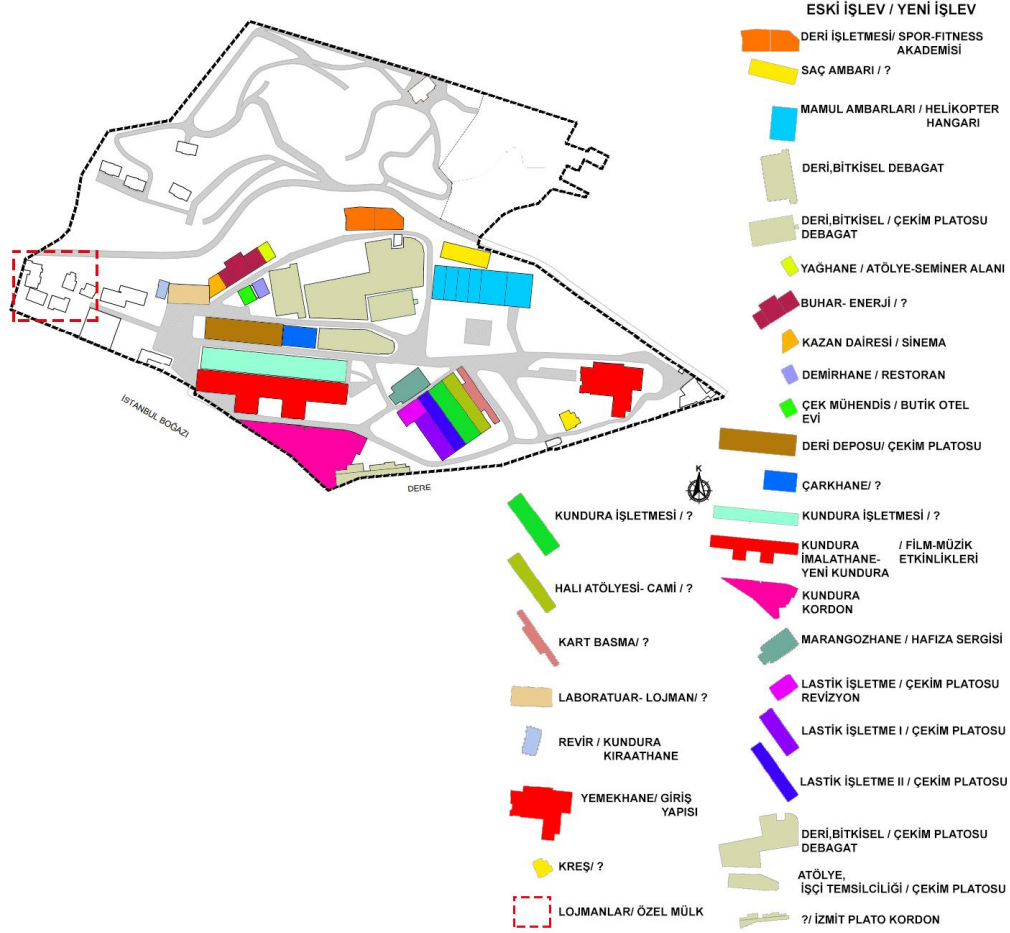 ESKİ İŞLEV / YENİ İŞLEV
DERİ İŞLETMESİ/ SPOR-FITNESS
AKADEMİSİ
SAÇ AMBARI / ?
MAMUL AMBARLARI / HELİKOPTER
HANGARI
DERİ,BİTKİSEL DEBAGAT
DERİ,BİTKİSEL / ÇEKİM PLATOSU
DEBAGAT
YAĞHANE / ATÖLYE-SEMİNER ALANI
BUHAR- ENERJİ / ?
KAZAN DAİRESİ / SİNEMA
DEMİRHANE / RESTORAN
ÇEK MÜHENDİS / BUTİK OTEL
EVİ
DERİ DEPOSU/ ÇEKİM PLATOSU
ÇARKHANE/ ?
KUNDURA İŞLETMESİ / ?
KUNDURA / FİLM-MÜZİK
İMALATHANE- ETKİNLİKLERİ
YENİ KUNDURA
KUNDURA
KORDON
MARANGOZHANE / HAFIZA SERGİSİ
LASTİK İŞLETME / ÇEKİM PLATOSU
REVİZYON
LASTİK İŞLETME I / ÇEKİM PLATOSU
LASTİK İŞLETME II / ÇEKİM PLATOSU
DERİ,BİTKİSEL / ÇEKİM PLATOSU
DEBAGAT
ATÖLYE,
İŞÇİ TEMSİLCİLİĞİ / ÇEKİM PLATOSU
?/ İZMİT PLATO KORDON
İSTANBUL BOĞAZI
DERE
K
KUNDURA İŞLETMESİ / ?
HALI ATÖLYESİ- CAMİ / ?
KART BASMA/ ?
LABORATUAR- LOJMAN/ ?
REVİR / KUNDURA
KIRAATHANE
YEMEKHANE/ GİRİŞ
YAPISI
KREŞ/ ?
LOJMANLAR/ ÖZEL MÜLK